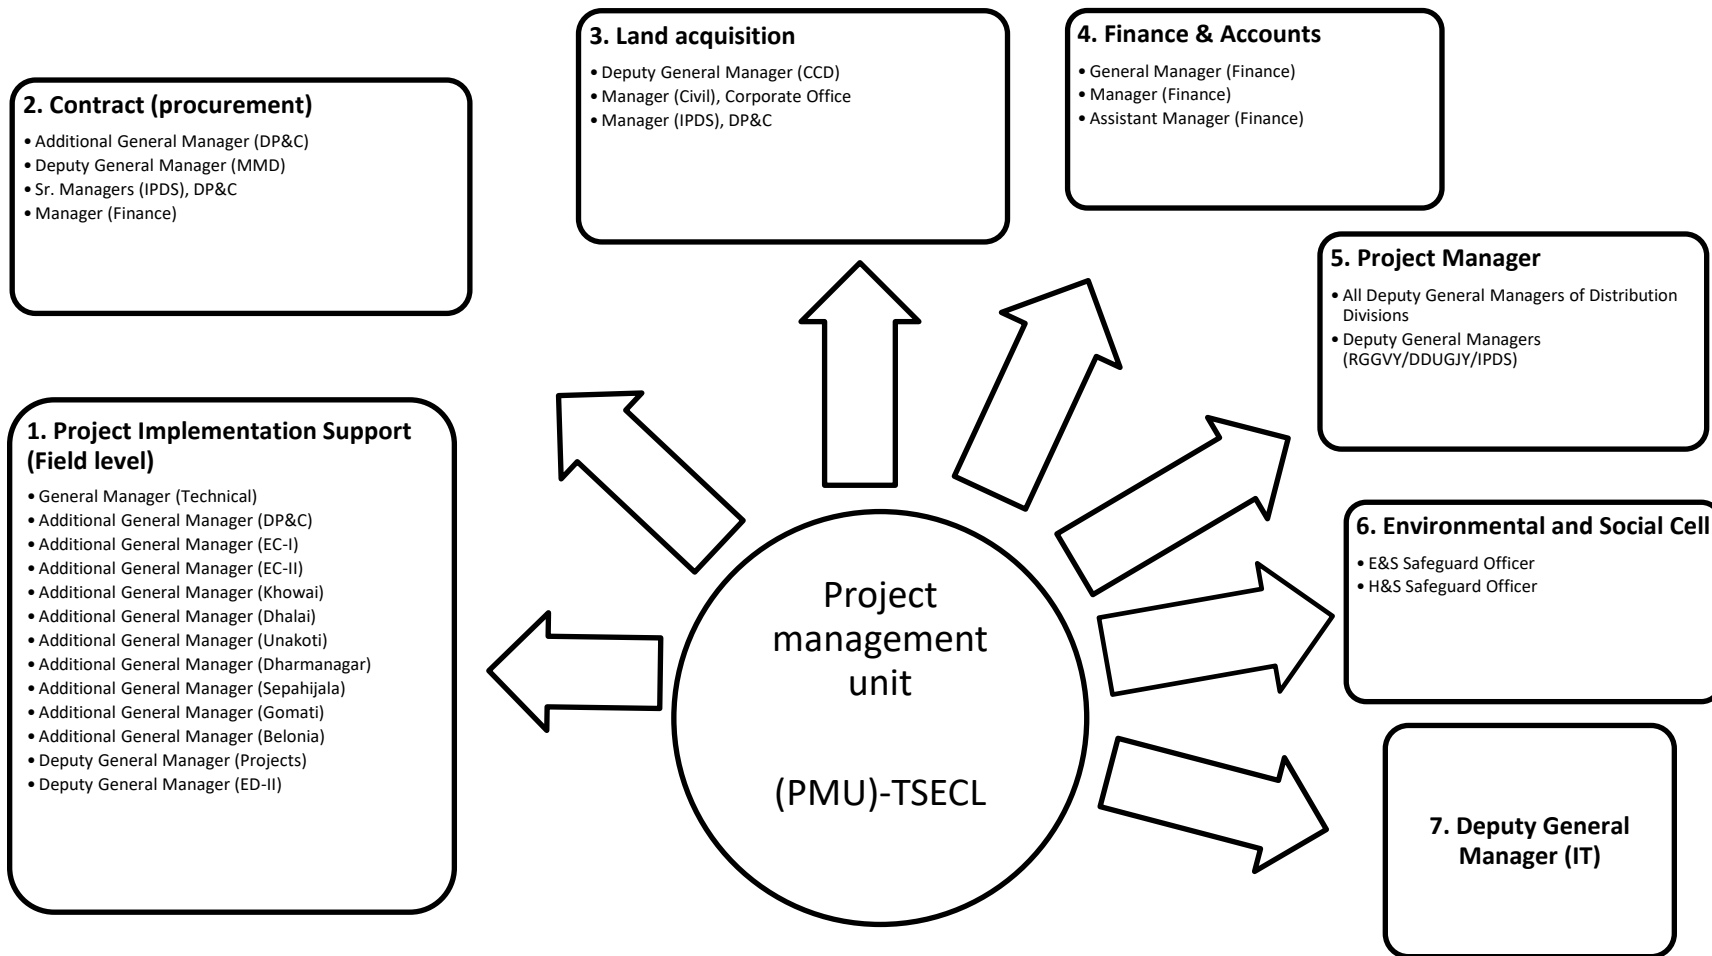 1. Project Implementation Support
(Field level)
• General Manager (Technical)
• Additional General Manager (DP&C)
• Additional General Manager (EC-I)
• Additional General Manager (EC-II)
• Additional General Manager (Khowai)
• Additional General Manager (Dhalai)
• Additional General Manager (Unakoti)
• Additional General Manager (Dharmanagar)
• Additional General Manager (Sepahijala)
• Additional General Manager (Gomati)
• Additional General Manager (Belonia)
• Deputy General Manager (Projects)
• Deputy General Manager (ED-II)
2. Contract (procurement)
• Additional General Manager (DP&C)
• Deputy General Manager (MMD)
• Sr. Managers (IPDS), DP&C
• Manager (Finance)
3. Land acquisition
• Deputy General Manager (CCD)
• Manager (Civil), Corporate Office
• Manager (IPDS), DP&C
4. Finance & Accounts
• General Manager (Finance)
• Manager (Finance)
• Assistant Manager (Finance)
5. Project Manager
• All Deputy General Managers of Distribution
Divisions
• Deputy General Managers
(RGGVY/DDUGJY/IPDS)
6. Environmental and Social Cell
• E&S Safeguard Officer
• H&S Safeguard Officer
7. Deputy General
Manager (IT)
Project
management
unit
(PMU)-TSECL